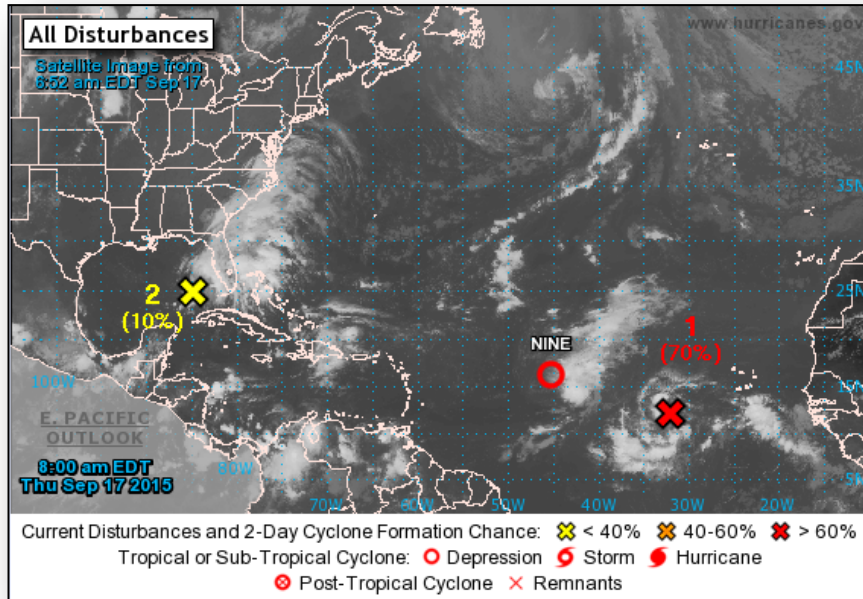 All Disturbances
www.hurricanes.gov
Satellite Image from
6:52 am EDT Sep 17
45N
2
(10%)
25N
1
(70%)
NINE
15N
100W
E. PACIFIC
OUTLOOK
8:00 am EDT
Thu Sep 17 2015
80W
70W
60W
50W
40W
30W
20W
5N
Current Disturbances and 2-Day Cyclone Formation Chance: < 40% 40-60% > 60%
Tropical or Sub-Tropical Cyclone: Depression Storm Hurricane
Post-Tropical Cyclone Remnants